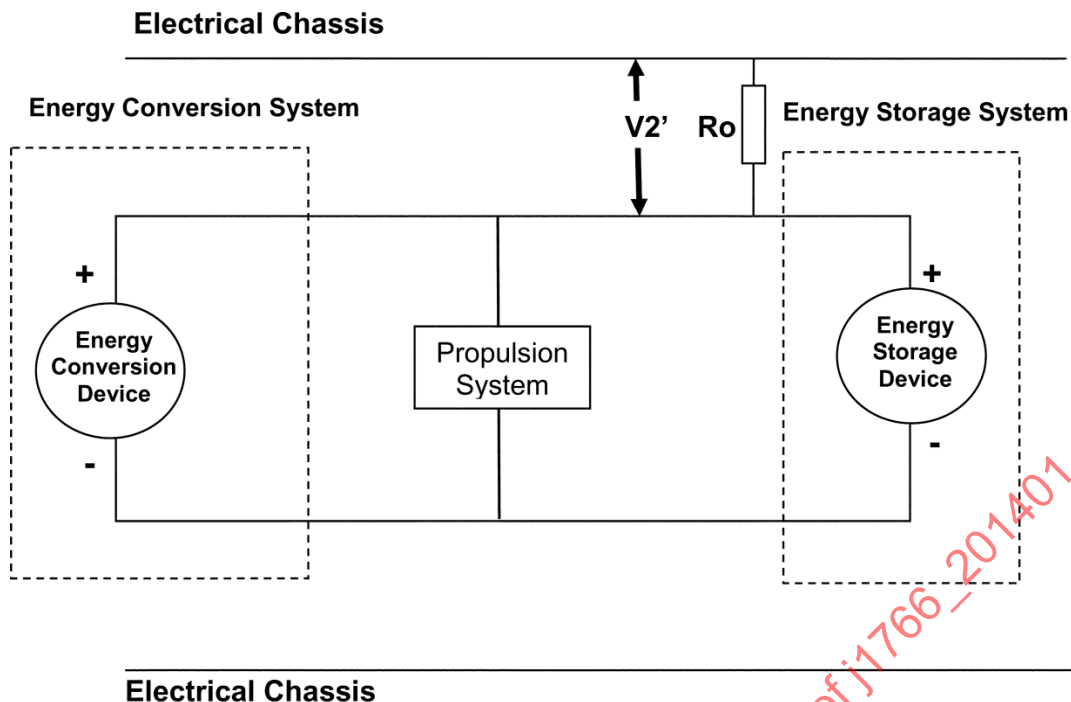 Electrical Chassis
Energy Conversion System
V2’ Ro
Energy Storage System
+
+
Energy
Conversion
Device
Propulsion
System
Energy
Storage
Device
-
-
of j1766_201401
Electrical Chassis